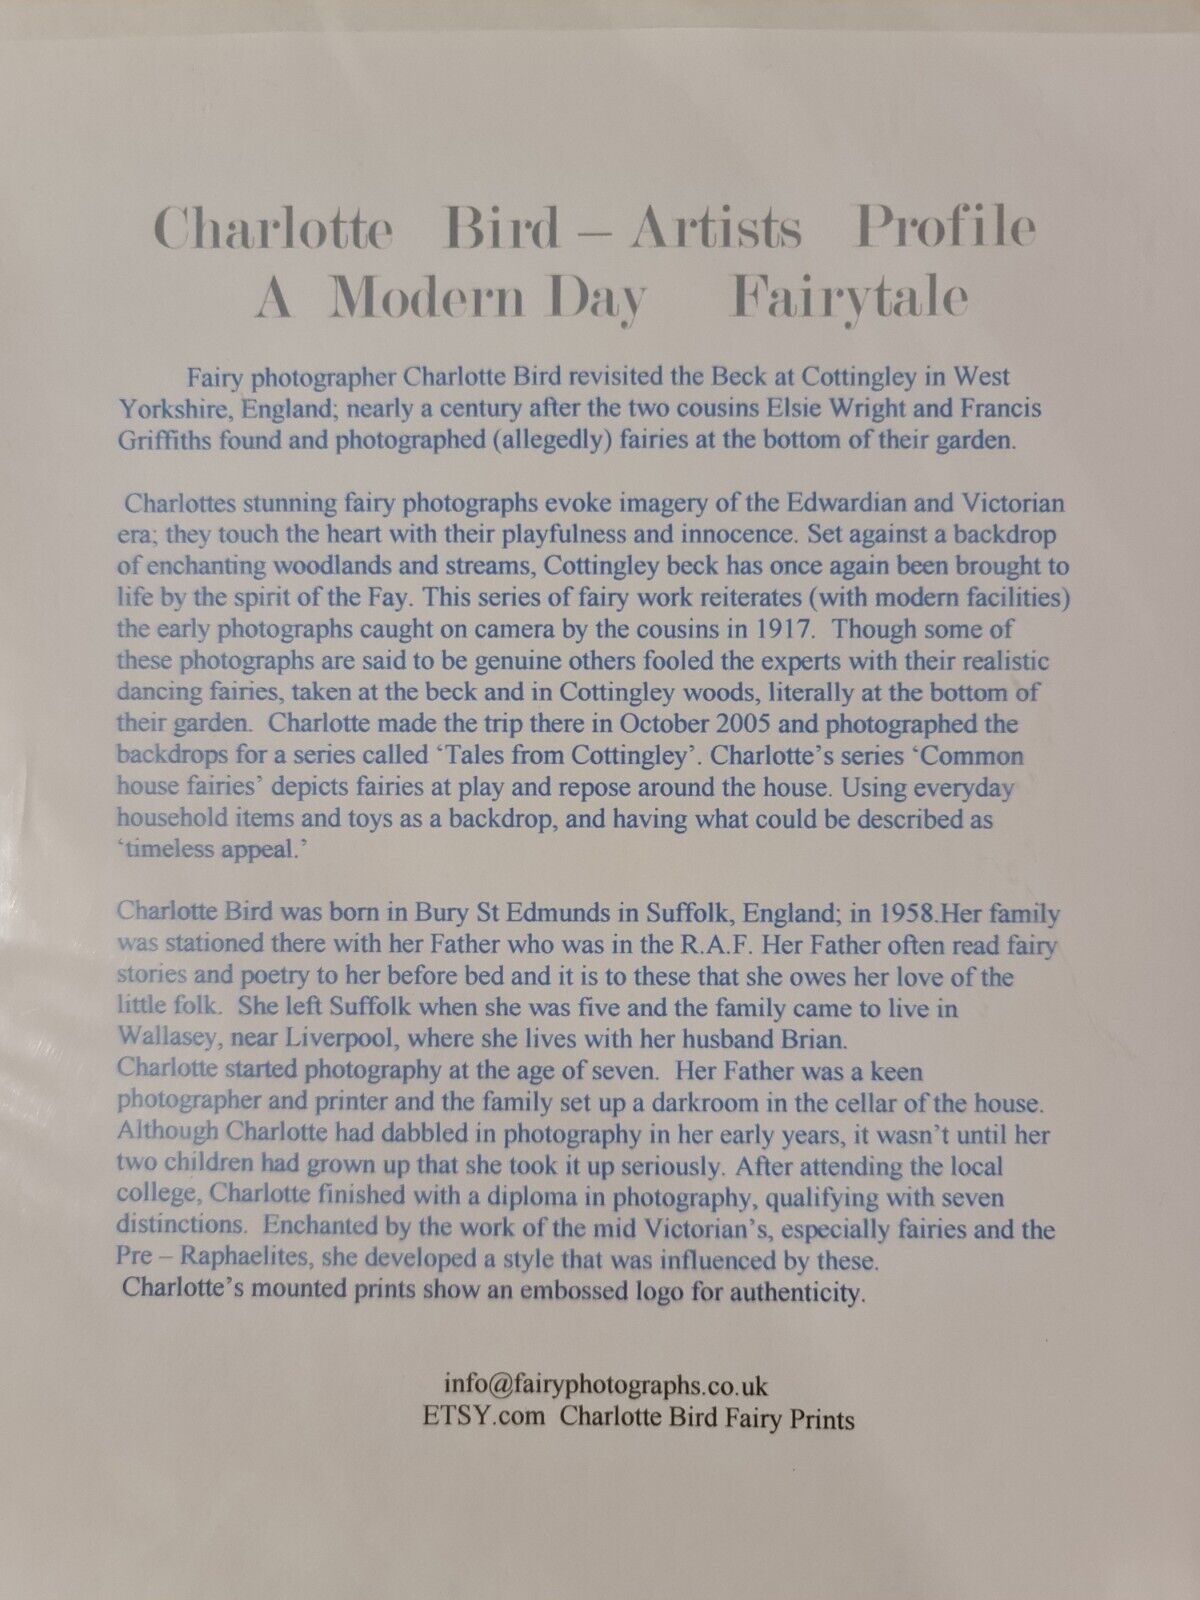 Charlotte Bird – Artists Profile
A Modern Day Fairytale
Fairy photographer Charlotte Bird revisited the Beck at Cottingley in West
Yorkshire, England; nearly a century after the two cousins Elsie Wright and Francis
Griffiths found and photographed (allegedly) fairies at the bottom of their garden.
Charlottes stunning fairy photographs evoke imagery of the Edwardian and Victorian
era; they touch the heart with their playfulness and innocence. Set against a backdrop
of enchanting woodlands and streams, Cottingley beck has once again been brought to
life by the spirit of the Fay. This series of fairy work reiterates (with modern facilities)
the early photographs caught on camera by the cousins in 1917. Though some of
these photographs are said to be genuine others fooled the experts with their realistic
dancing fairies, taken at the beck and in Cottingley woods, literally at the bottom of
their garden. Charlotte made the trip there in October 2005 and photographed the
backdrops for a series called ‘Tales from Cottingley’. Charlotte’s series ‘Common
house fairies’ depicts fairies at play and repose around the house. Using everyday
household items and toys as a backdrop, and having what could be described as
‘timeless appeal.’
Charlotte Bird was born in Bury St Edmunds in Suffolk, England; in 1958.Her family
was stationed there with her Father who was in the R.A.F. Her Father often read fairy
stories and poetry to her before bed and it is to these that she owes her love of the
little folk. She left Suffolk when she was five and the family came to live in
Wallasey, near Liverpool, where she lives with her husband Brian.
Charlotte started photography at the age of seven. Her Father was a keen
photographer and printer and the family set up a darkroom in the cellar of the house.
Although Charlotte had dabbled in photography in her early years, it wasn’t until her
two children had grown up that she took it up seriously. After attending the local
college, Charlotte finished with a diploma in photography, qualifying with seven
distinctions. Enchanted by the work of the mid Victorian’s, especially fairies and the
Pre – Raphaelites, she developed a style that was influenced by these.
Charlotte’s mounted prints show an embossed logo for authenticity.
info@fairyphotographs.co.uk
ETSY.com Charlotte Bird Fairy Prints